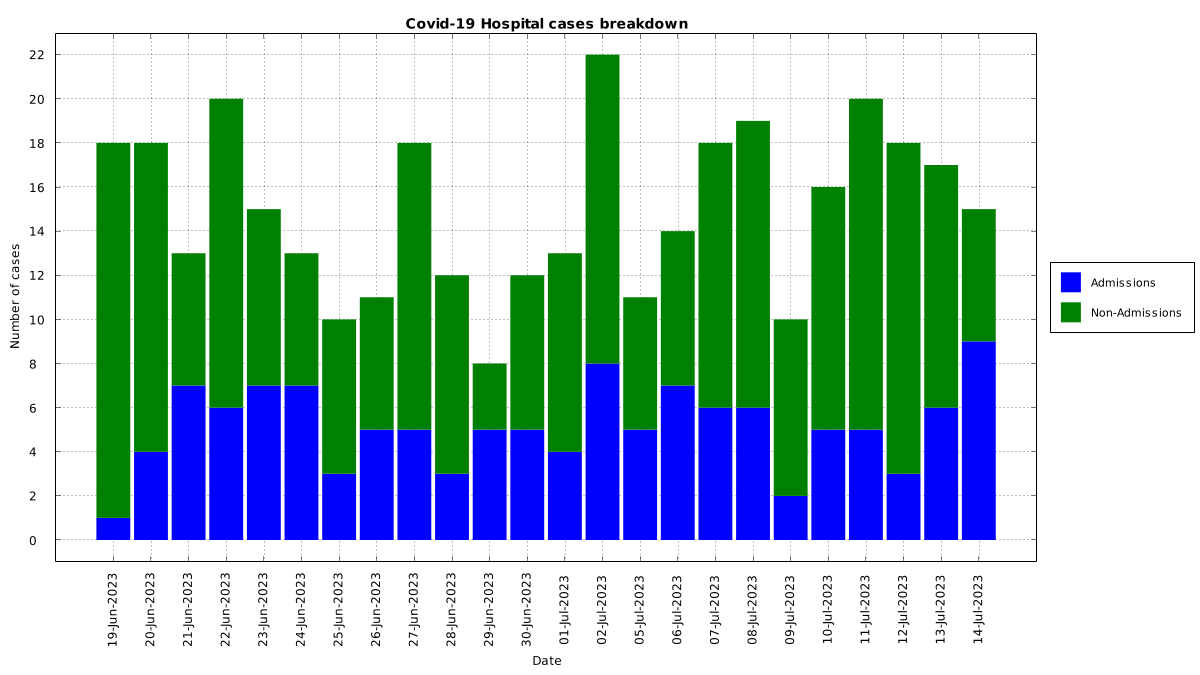 Covid-19 Hospital cases breakdown
22
20
18
16
14
12
10
8
6
4
2
0
Number of cases
19-Jun-2023
20-Jun-2023
21-Jun-2023
22-Jun-2023
23-Jun-2023
24-Jun-2023
25-Jun-2023
26-Jun-2023
27-Jun-2023
28-Jun-2023
29-Jun-2023
30-Jun-2023
01-Jul-2023
02-Jul-2023
05-Jul-2023
06-Jul-2023
07-Jul-2023
08-Jul-2023
09-Jul-2023
10-Jul-2023
11-Jul-2023
12-Jul-2023
13-Jul-2023
14-Jul-2023
Date
Admissions
Non-Admissions